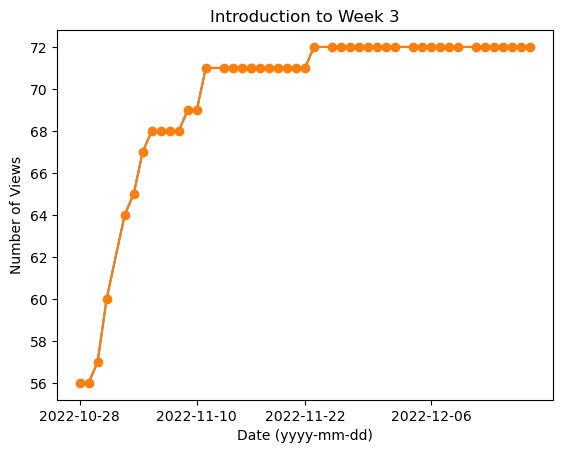 Introduction to Week 3
Number of Views
72
70
68
66
64
62
60
58
56
2022-10-28 2022-11-10 2022-11-22 2022-12-06
Date (yyyy-mm-dd)